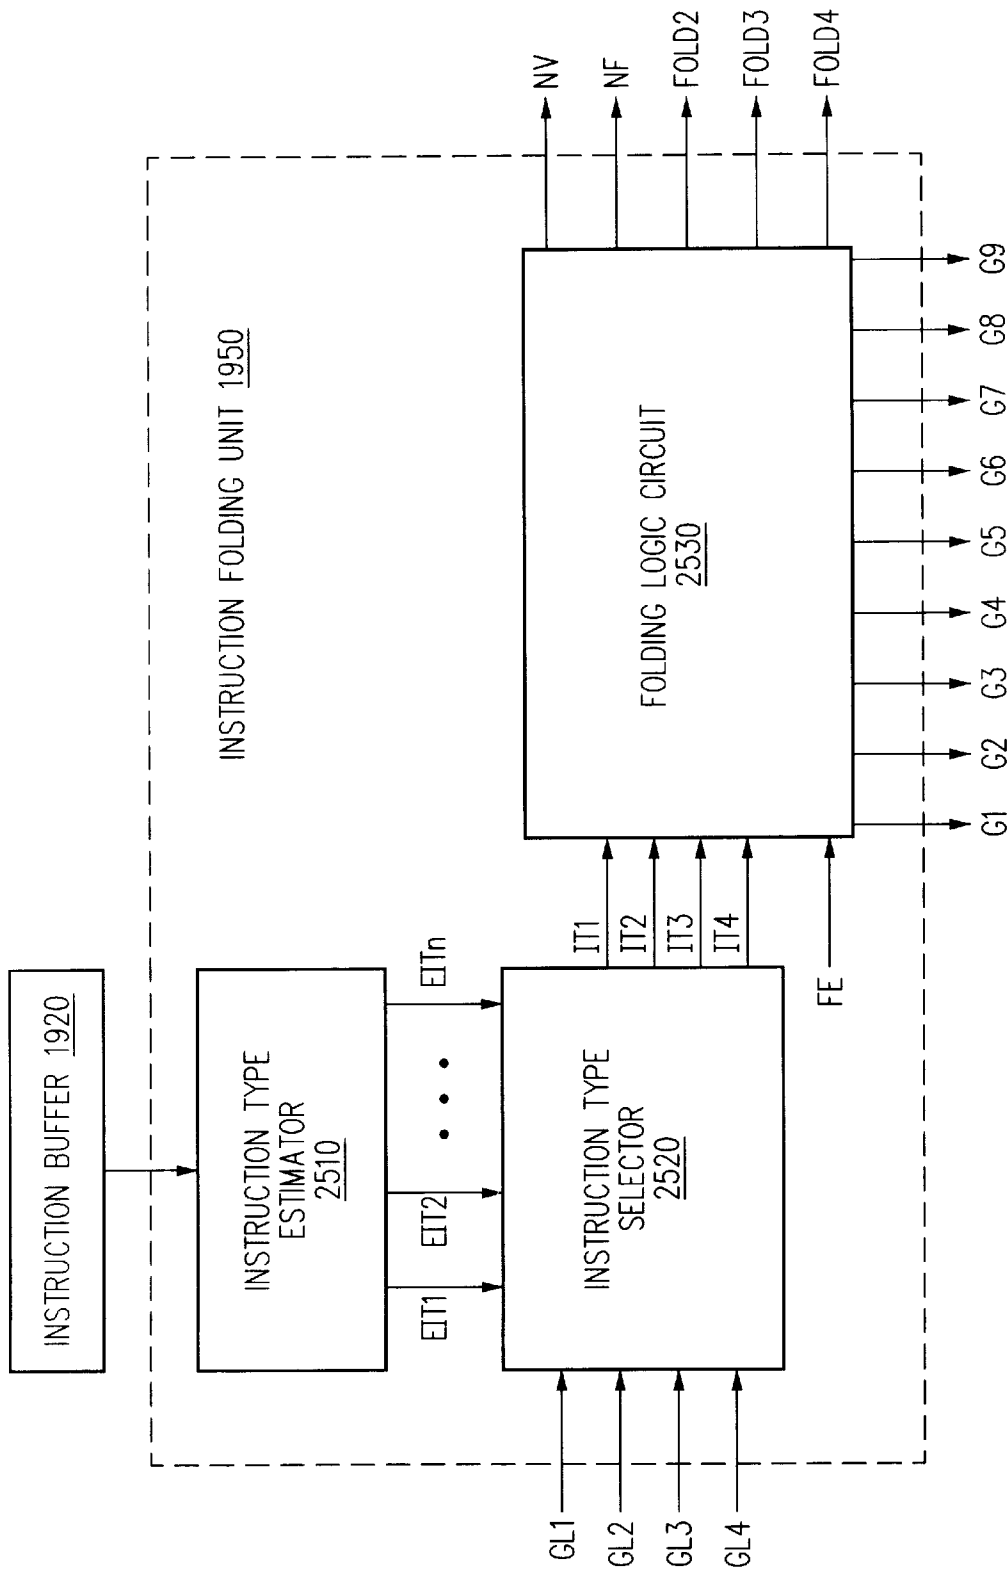 INSTRUCTION BUFFER 1920
INSTRUCTION FOLDING UNIT 1950
INSTRUCTION TYPE
ESTIMATOR
2510
EIT1
EIT2
EITn
GL1
GL2
GL3
GL4
INSTRUCTION TYPE
SELECTOR
2520
IT1
IT2
IT3
IT4
FE
FOLDING LOGIC CIRCUIT
2530
NV
NF
FOLD2
FOLD3
FOLD4
G1
G2
G3
G4
G5
G6
G7
G8
G9